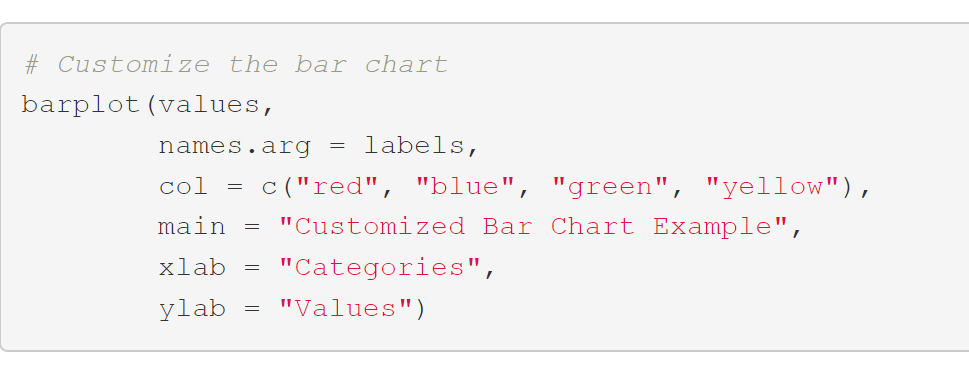 # Customize the bar chart
barplot(values,
        names.arg = labels,
        col = c("red", "blue", "green", "yellow"),
        main = "Customized Bar Chart Example",
        xlab = "Categories",
        ylab = "Values")